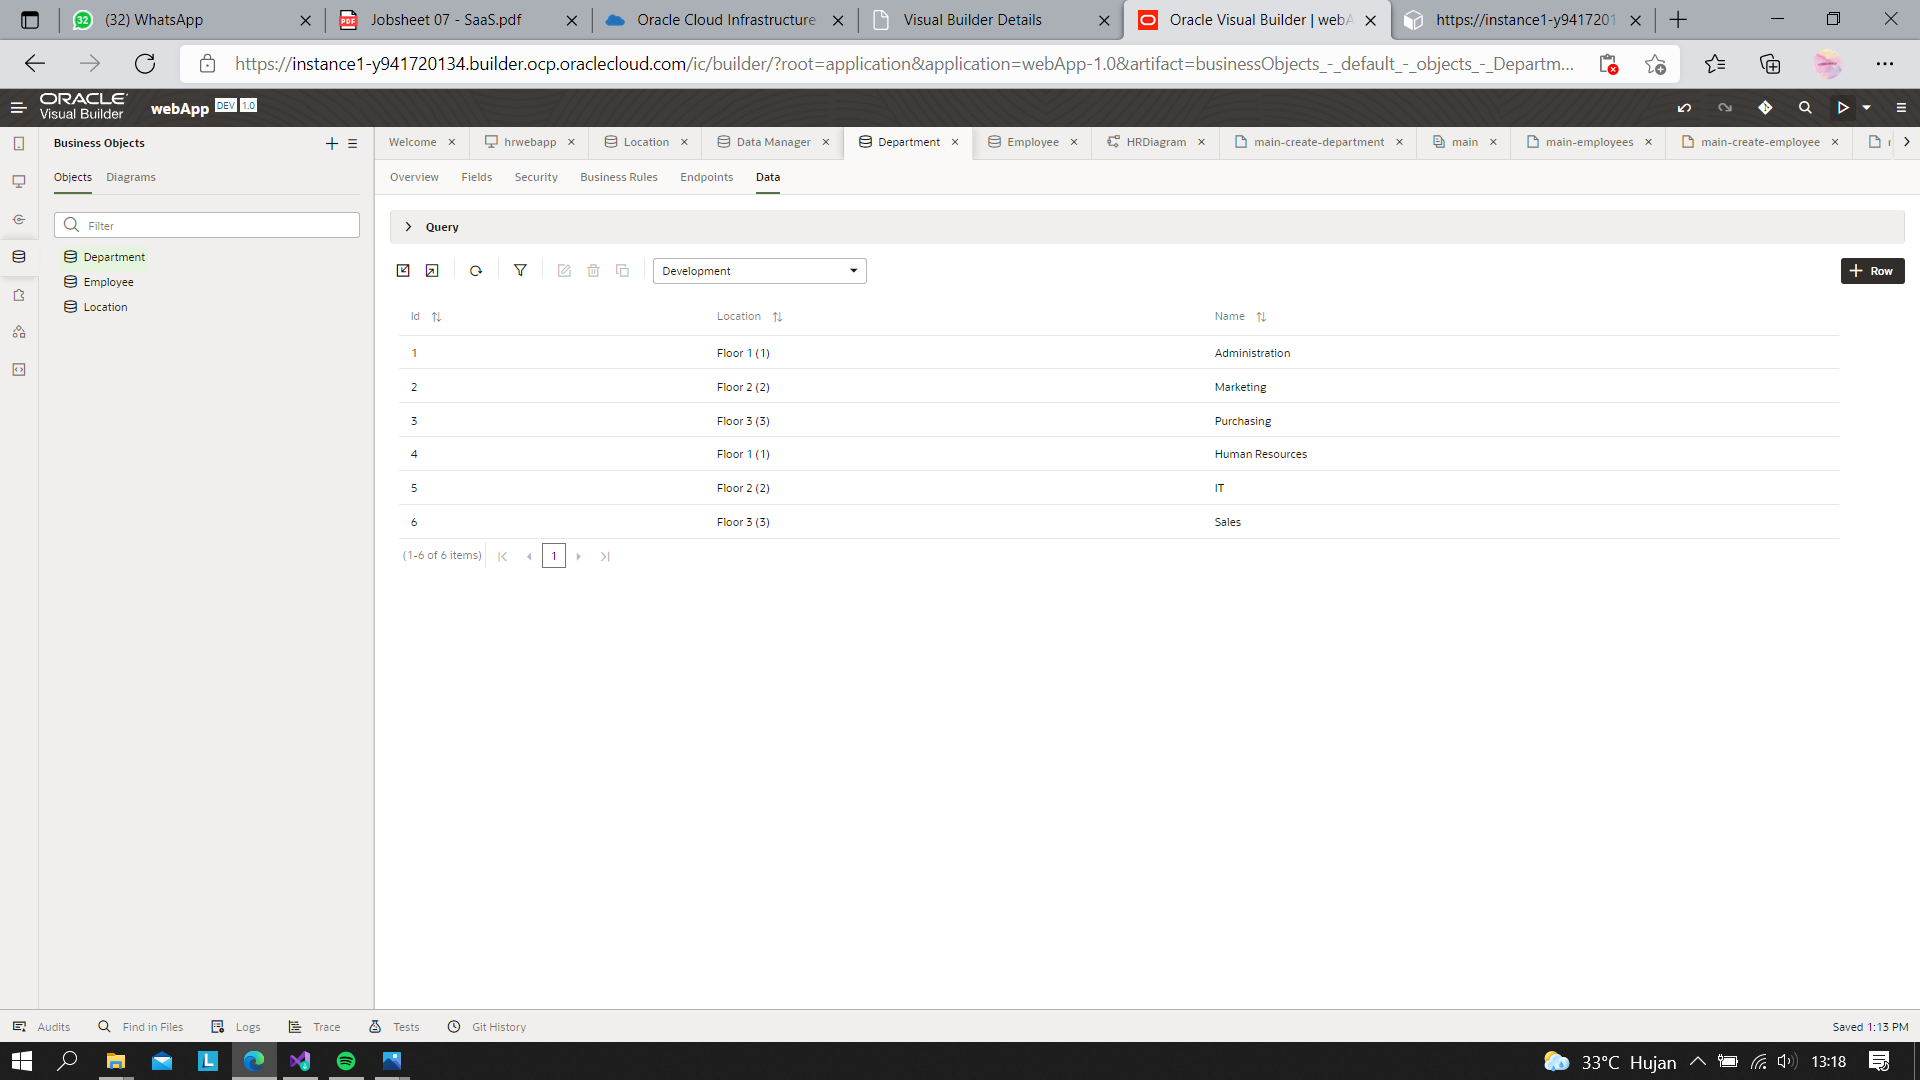 (32) WhatsApp
Jobsheet 07 - SaaS.pdf
Oracle Cloud Infrastructure
Visual Builder Details
Oracle Visual Builder | webA
https://instance1-y9417201
https://instance1-y941720134.builder.ocp.oraclecloud.com/ic/builder/?root=application&application=webApp-1.0&artifact=businessObjects_-_default_-_objects_-_Departm...
ORACLE
Visual Builder
webApp DEV 1.0
Business Objects
Welcome
hrwebapp
Location
Data Manager
Department
Employee
HRDiagram
main-create-department
main
main-employees
main-create-employee
Objects
Diagrams
Overview
Fields
Security
Business Rules
Endpoints
Data
Filter
Query
Department
Employee
Location
Development
Row
Id Location Name
1 Floor 1 (1) Administration
2 Floor 2 (2) Marketing
3 Floor 3 (3) Purchasing
4 Floor 1 (1) Human Resources
5 Floor 2 (2) IT
6 Floor 3 (3) Sales
(1-6 of 6 items) 1
Audits
Find in Files
Logs
Trace
Tests
Git History
Saved 1:13 PM
33°C Hujan
13:18